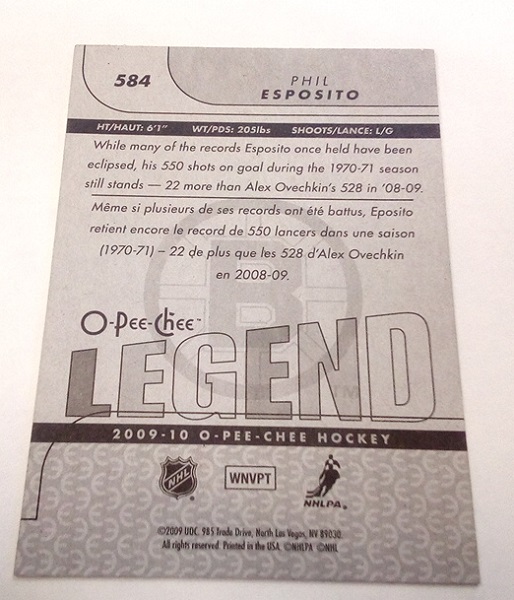 584
PHIL
ESPOSITO
HT/HAUT: 6'1" WT/PDS: 205lbs SHOOTS/LANCE: L/G
While many of the records Esposito once held have been
eclipsed, his 550 shots on goal during the 1970-71 season
still stands — 22 more than Alex Ovechkin's 528 in '08-09.
Même si plusieurs de ses records ont été battus, Eposito
retient encore le record de 550 lancers dans une saison
(1970-71) – 22 de plus que les 528 d'Alex Ovechkin
en 2008-09.
B
O-Pee-Chee™
LEGEND
TM
2009-10 O-PEE-CHEE HOCKEY
NHL
WNVPT
NHLPA
©2009 UDC. 985 Trade Drive, North Las Vegas, NV 89030.
All rights reserved. Printed in the USA. ©NHLPA ©NHL